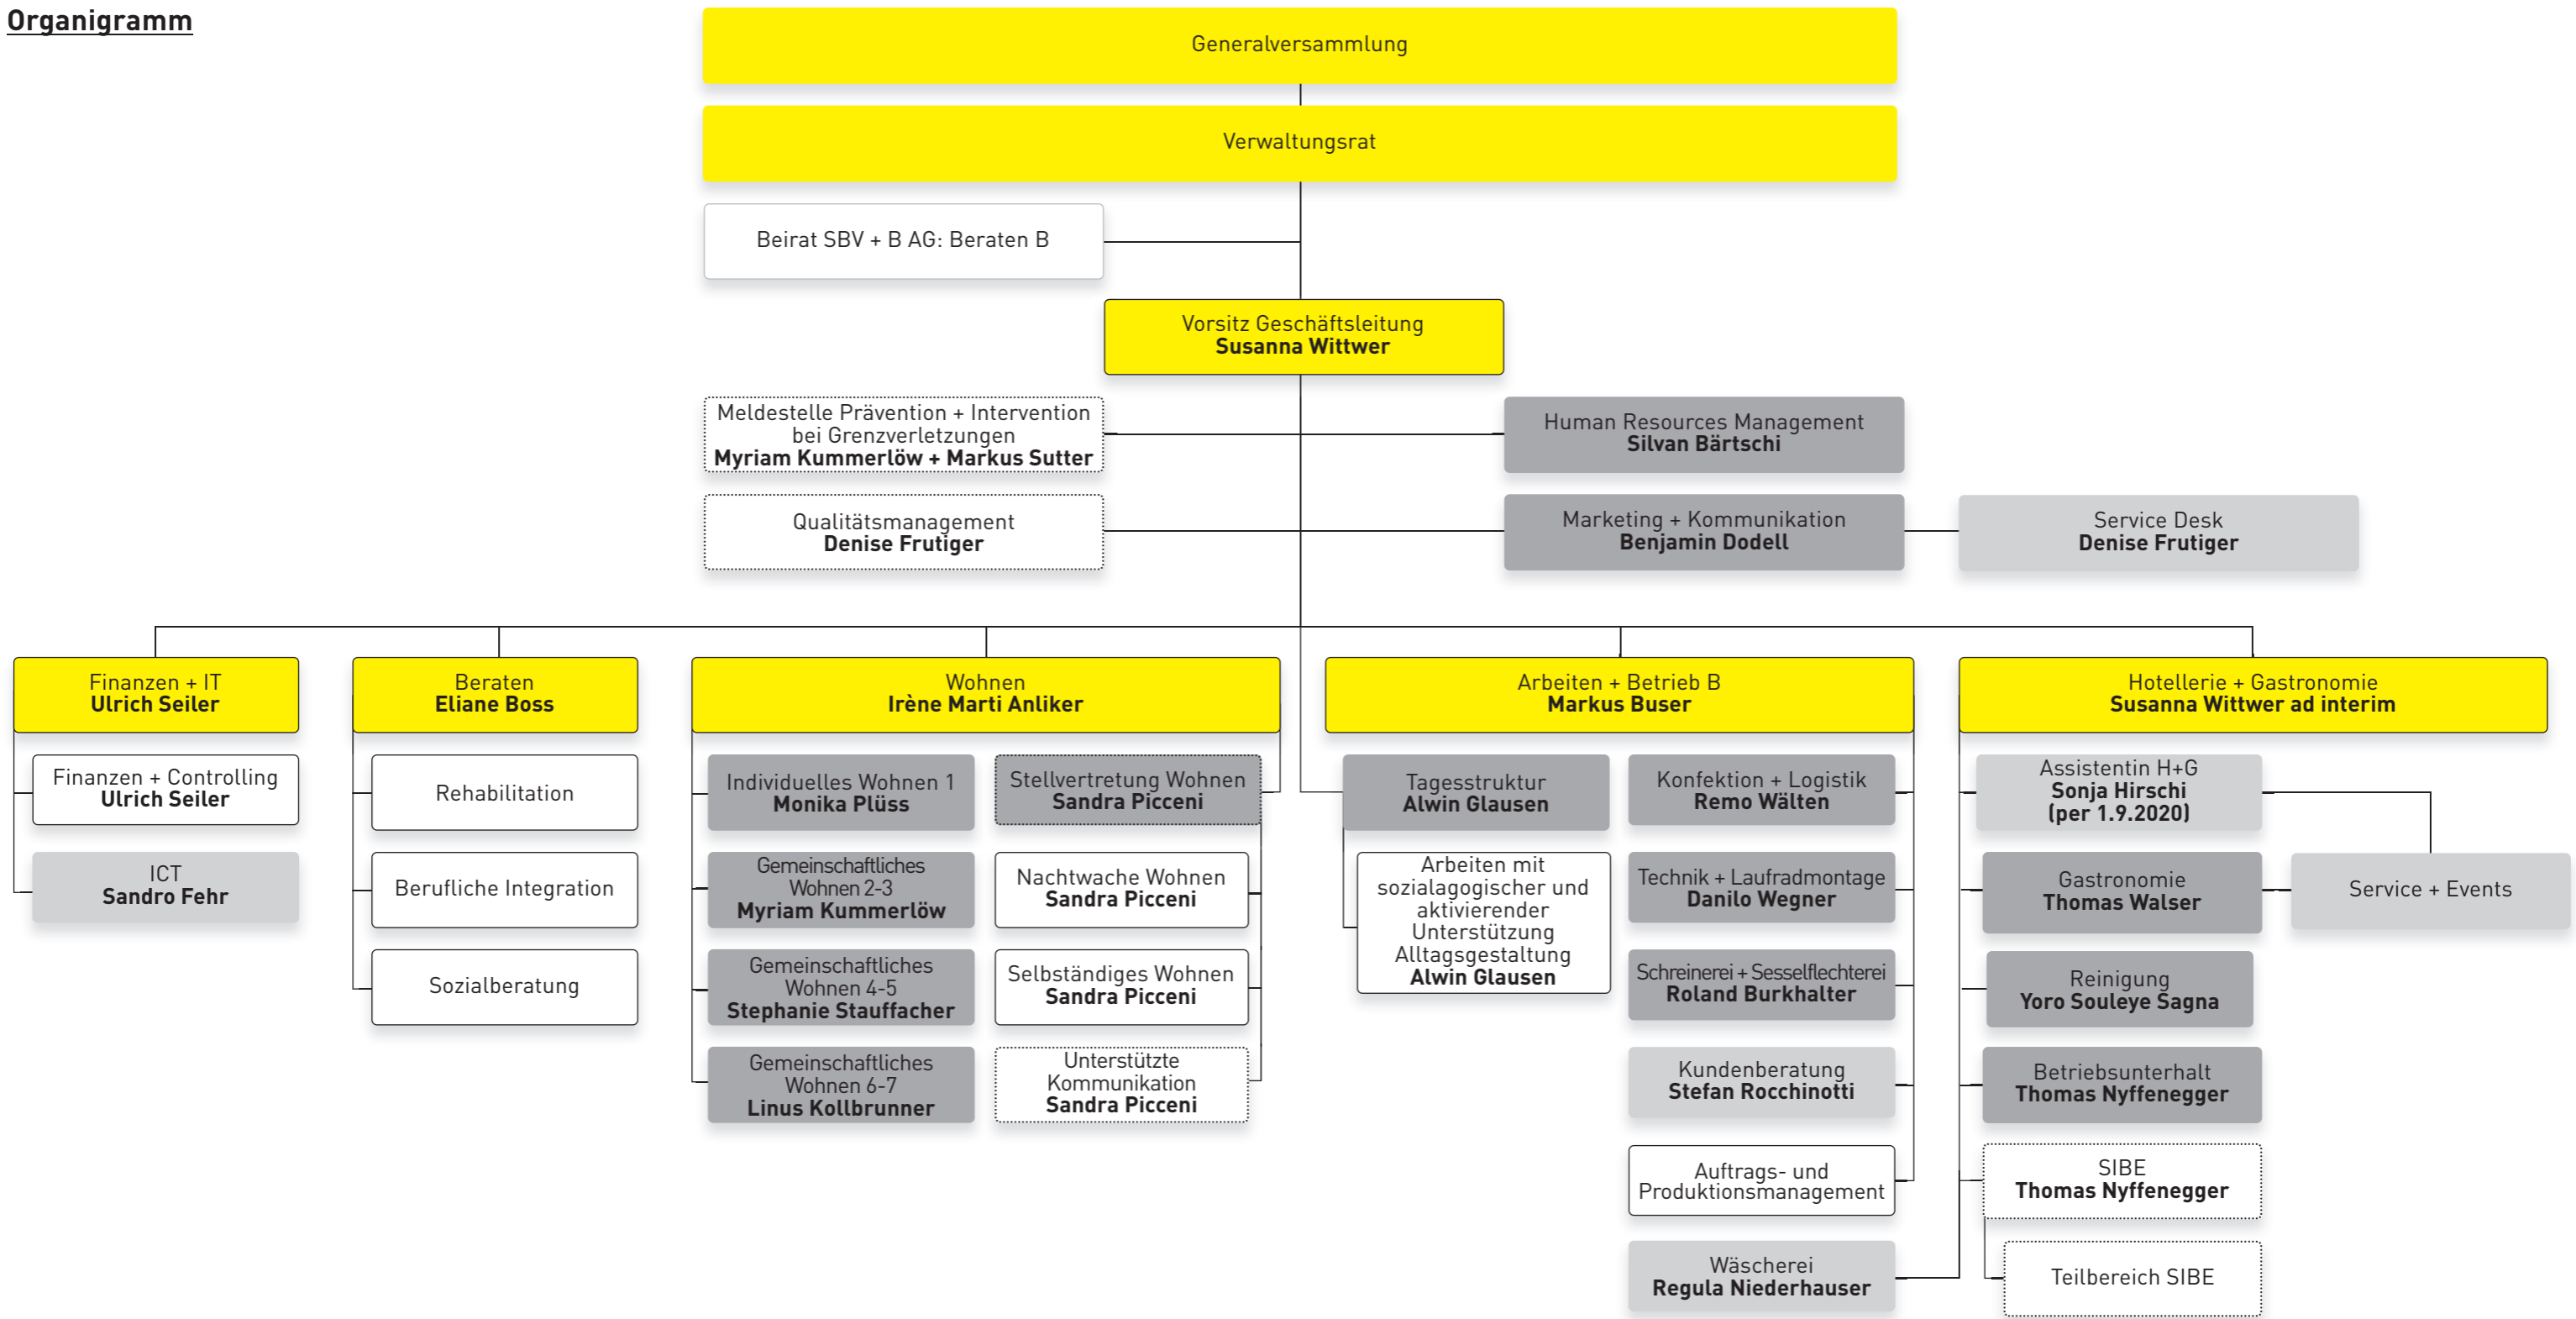 Organigramm
Generalversammlung
Verwaltungsrat
Beirat SBV + B AG: Beraten B
Vorsitz Geschäftsleitung
Susanna Wittwer
Meldestelle Prävention + Intervention
bei Grenzverletzungen
Myriam Kummerlöw + Markus Sutter
Human Resources Management
Silvan Bärtschi
Qualitätsmanagement
Denise Frutiger
Marketing + Kommunikation
Benjamin Dodell
Service Desk
Denise Frutiger
Finanzen + IT
Ulrich Seiler
Finanzen + Controlling
Ulrich Seiler
ICT
Sandro Fehr
Beraten
Eliane Boss
Rehabilitation
Berufliche Integration
Sozialberatung
Wohnen
Irène Marti Anliker
Individuelles Wohnen 1
Monika Plüss
Gemeinschaftliches
Wohnen 2-3
Myriam Kummerlöw
Gemeinschaftliches
Wohnen 4-5
Stephanie Stauffacher
Gemeinschaftliches
Wohnen 6-7
Linus Kollbrunner
Stellvertretung Wohnen
Sandra Picceni
Nachtwache Wohnen
Sandra Picceni
Selbständiges Wohnen
Sandra Picceni
Unterstützte
Kommunikation
Sandra Picceni
Arbeiten + Betrieb B
Markus Buser
Tagesstruktur
Alwin Glausen
Arbeiten mit
sozialagogischer und
aktivierender
Unterstützung
Alltagsgestaltung
Alwin Glausen
Konfektion + Logistik
Remo Wälten
Technik + Laufradmontage
Danilo Wegner
Schreinerei + Sesselflechterei
Roland Burkhalter
Kundenberatung
Stefan Rocchinotti
Auftrags- und
Produktionsmanagement
Wäscherei
Regula Niederhauser
Hotellerie + Gastronomie
Susanna Wittwer ad interim
Assistentin H+G
Sonja Hirschi
(per 1.9.2020)
Gastronomie
Thomas Walser
Service + Events
Reinigung
Yoro Souleye Sagna
Betriebsunterhalt
Thomas Nyffenegger
SIBE
Thomas Nyffenegger
Teilbereich SIBE